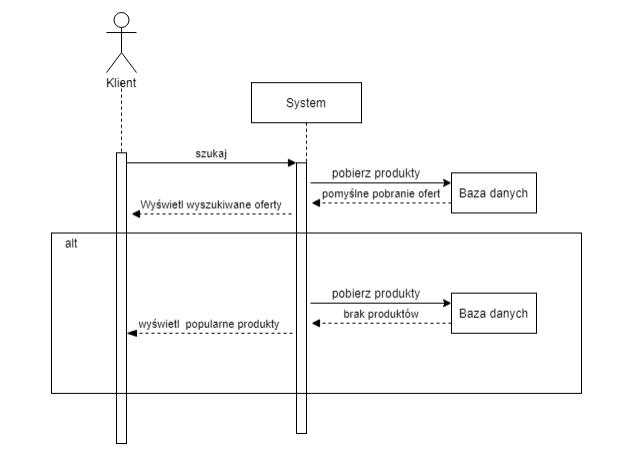 Klient
System
szukaj
pobierz produkty
pomyślne pobranie ofert
Baza danych
Wyświetl wyszukiwane oferty
alt
pobierz produkty
brak produktów
Baza danych
wyświetl popularne produkty